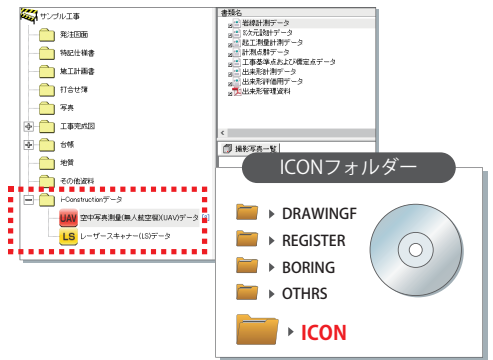 サンプル工事
発注図面
特記仕様書
施工計画書
打合せ簿
写真
工事完成図
台帳
地質
その他資料
i-Constructionデータ
UAV 空中写真測量(無人航空機)(UAV)データ
LS レーザースキャナー(LS)データ
書類名
岩線計測データ
3次元設計データ
起工測量計測データ
計測点群データ
工事基準点および標定点データ
出来形計測データ
出来形評価用データ
出来形管理資料
撮影写真一覧
ICONフォルダー
DRAWINGF
REGISTER
BORING
OTHRS
ICON